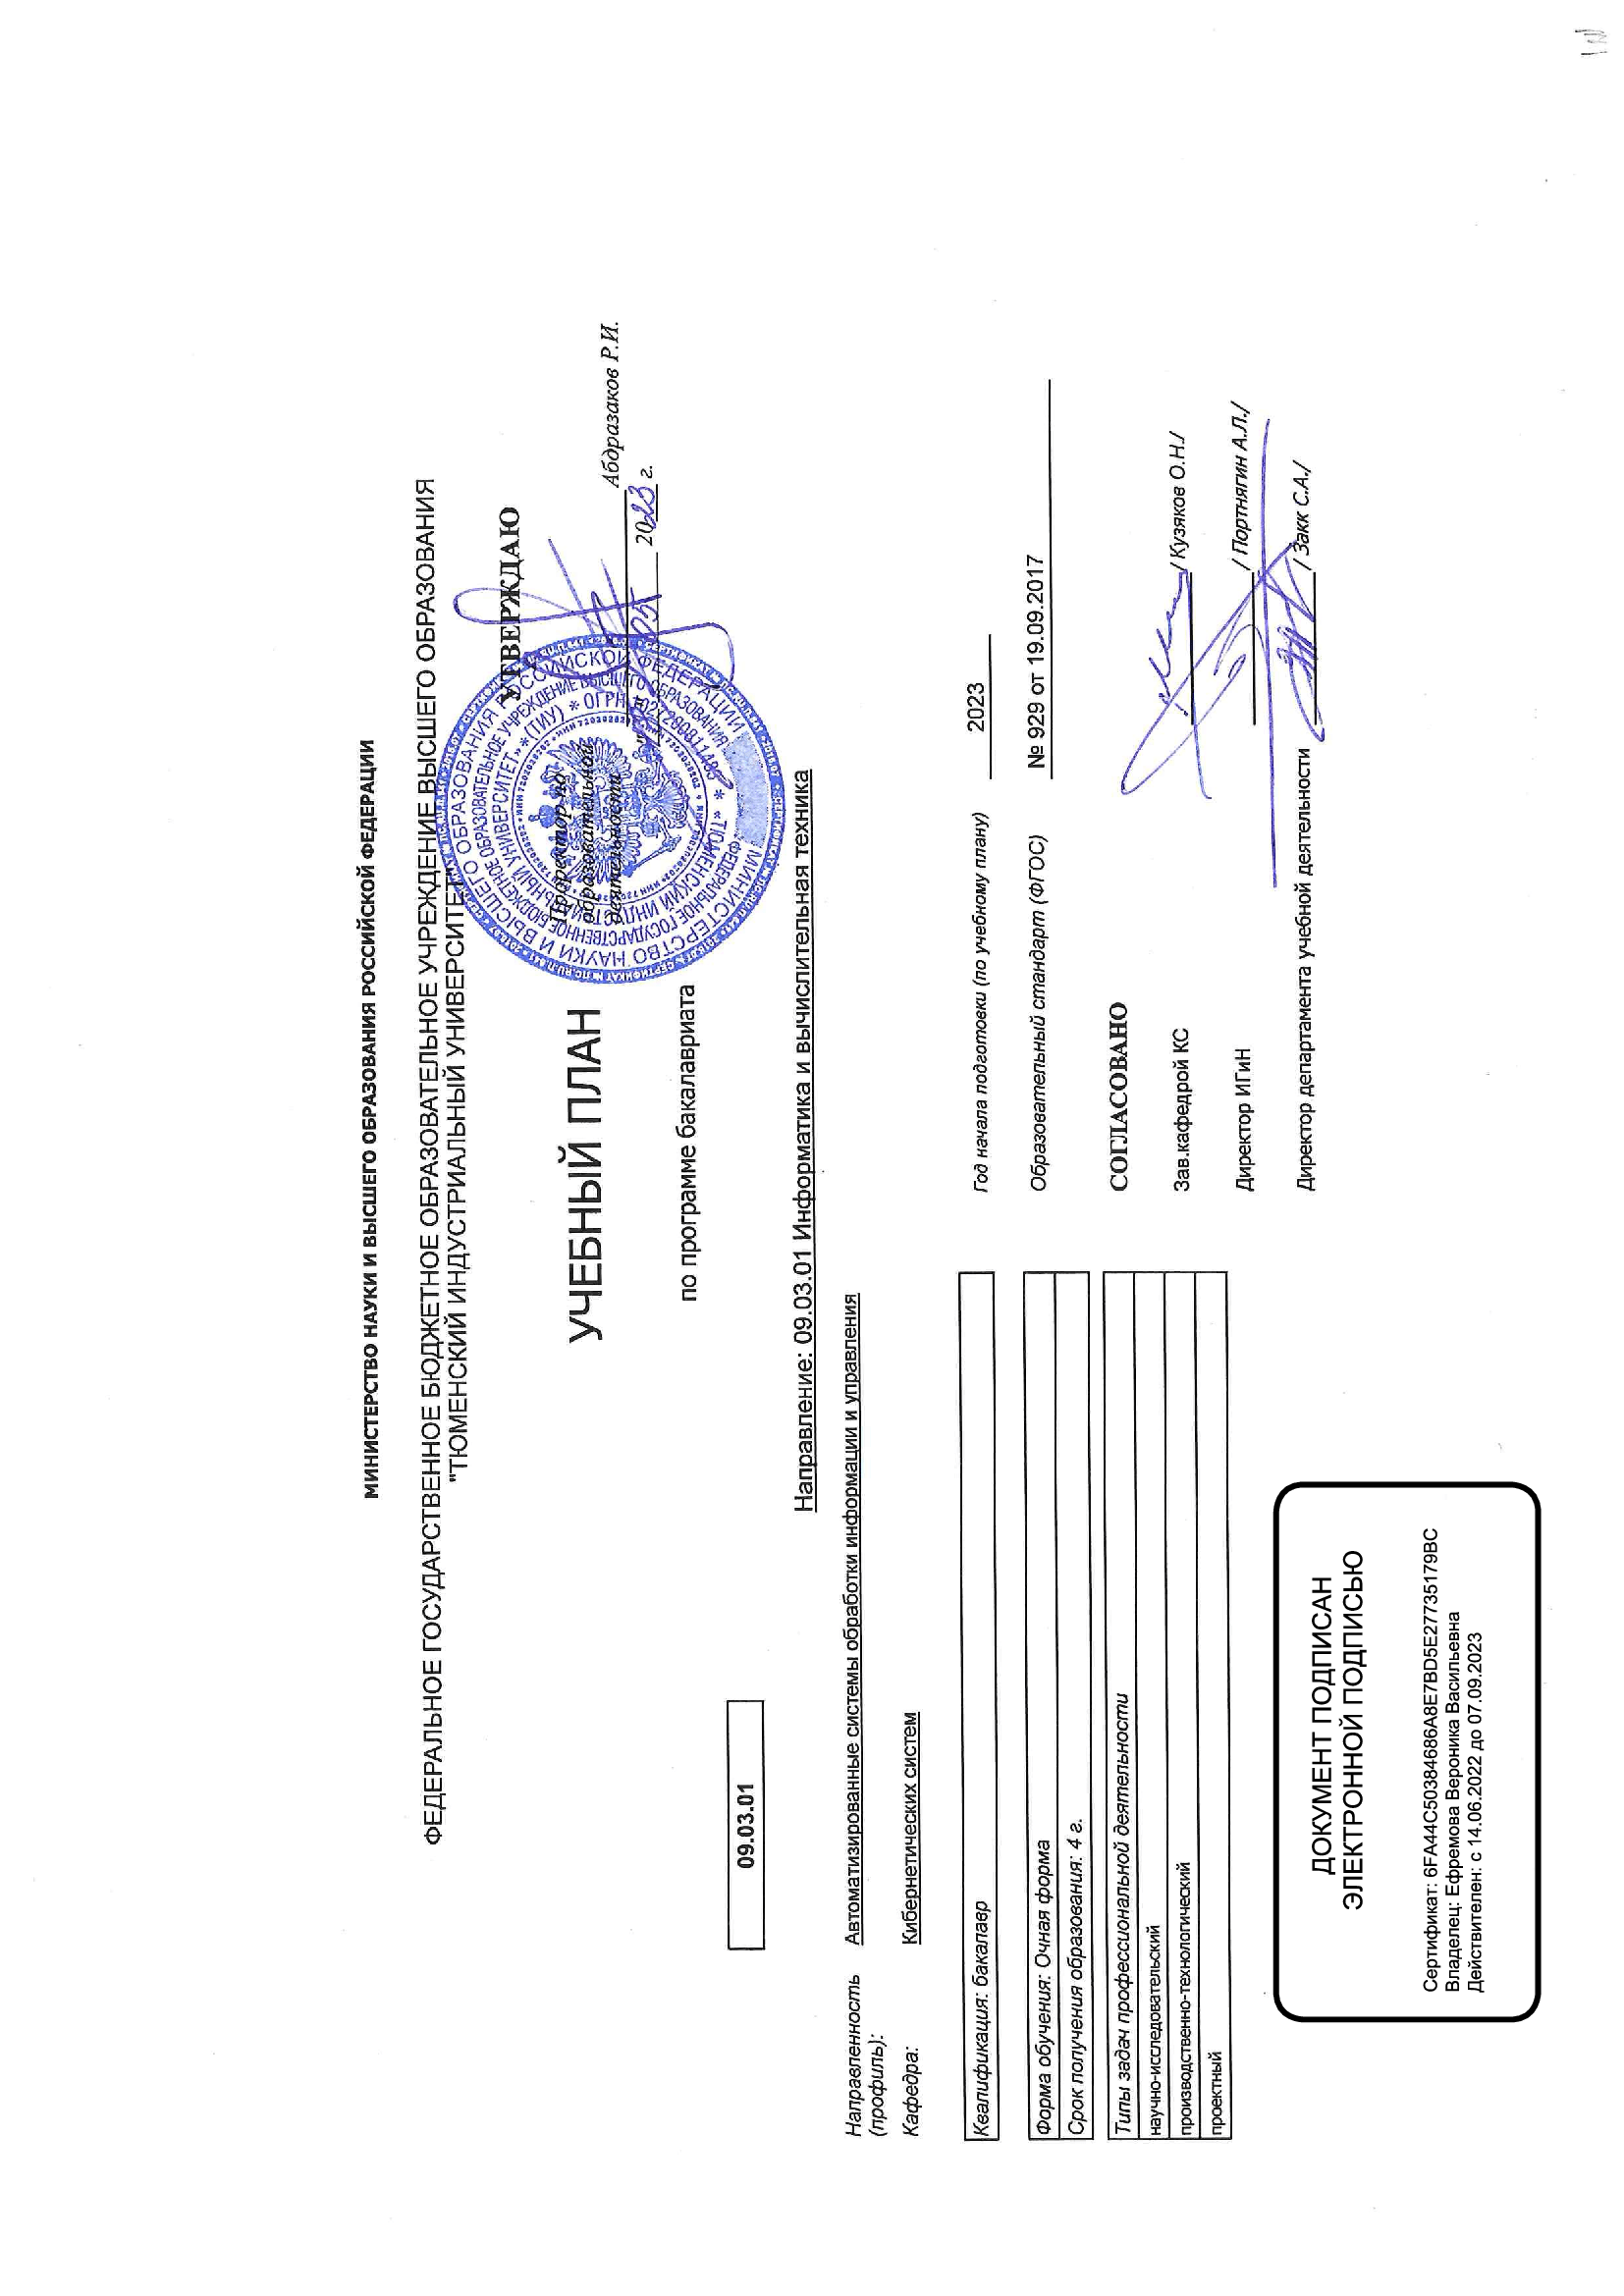 МИНИСТЕРСТВО НАУКИ И ВЫСШЕГО ОБРАЗОВАНИЯ РОССИЙСКОЙ ФЕДЕРАЦИИ
ФЕДЕРАЛЬНОЕ ГОСУДАРСТВЕННОЕ БЮДЖЕТНОЕ ОБРАЗОВАТЕЛЬНОЕ УЧРЕЖДЕНИЕ ВЫСШЕГО ОБРАЗОВАНИЯ
"ТЮМЕНСКИЙ ИНДУСТРИАЛЬНЫЙ УНИВЕРСИТЕТ"
УТВЕРЖДАЮ
УЧЕБНЫЙ ПЛАН
Проректор по
образовательной
деятельности
Абдразаков Р.И.
05 2023 г.
по программе бакалавриата
09.03.01
Направление: 09.03.01 Информатика и вычислительная техника
Направленность (профиль): Автоматизированные системы обработки информации и управления
Кафедра: Кибернетических систем
Квалификация: бакалавр
Год начала подготовки (по учебному плану) 2023
Форма обучения: Очная форма
Образовательный стандарт (ФГОС) № 929 от 19.09.2017
Срок получения образования: 4 г.
Типы задач профессиональной деятельности
научно-исследовательский
производственно-технологический
проектный
СОГЛАСОВАНО
Зав.кафедрой КС / Кузяков О.Н./
Директор ИГиН / Портнягин А.Л./
Директор департамента учебной деятельности / Закк С.А./
ДОКУМЕНТ ПОДПИСАН
ЭЛЕКТРОННОЙ ПОДПИСЬЮ
Сертификат: 6FA44C5038468 6A8E7BD5E27735179BC
Владелец: Ефремова Вероника Васильевна
Действителен: с 14.06.2022 до 07.09.2023